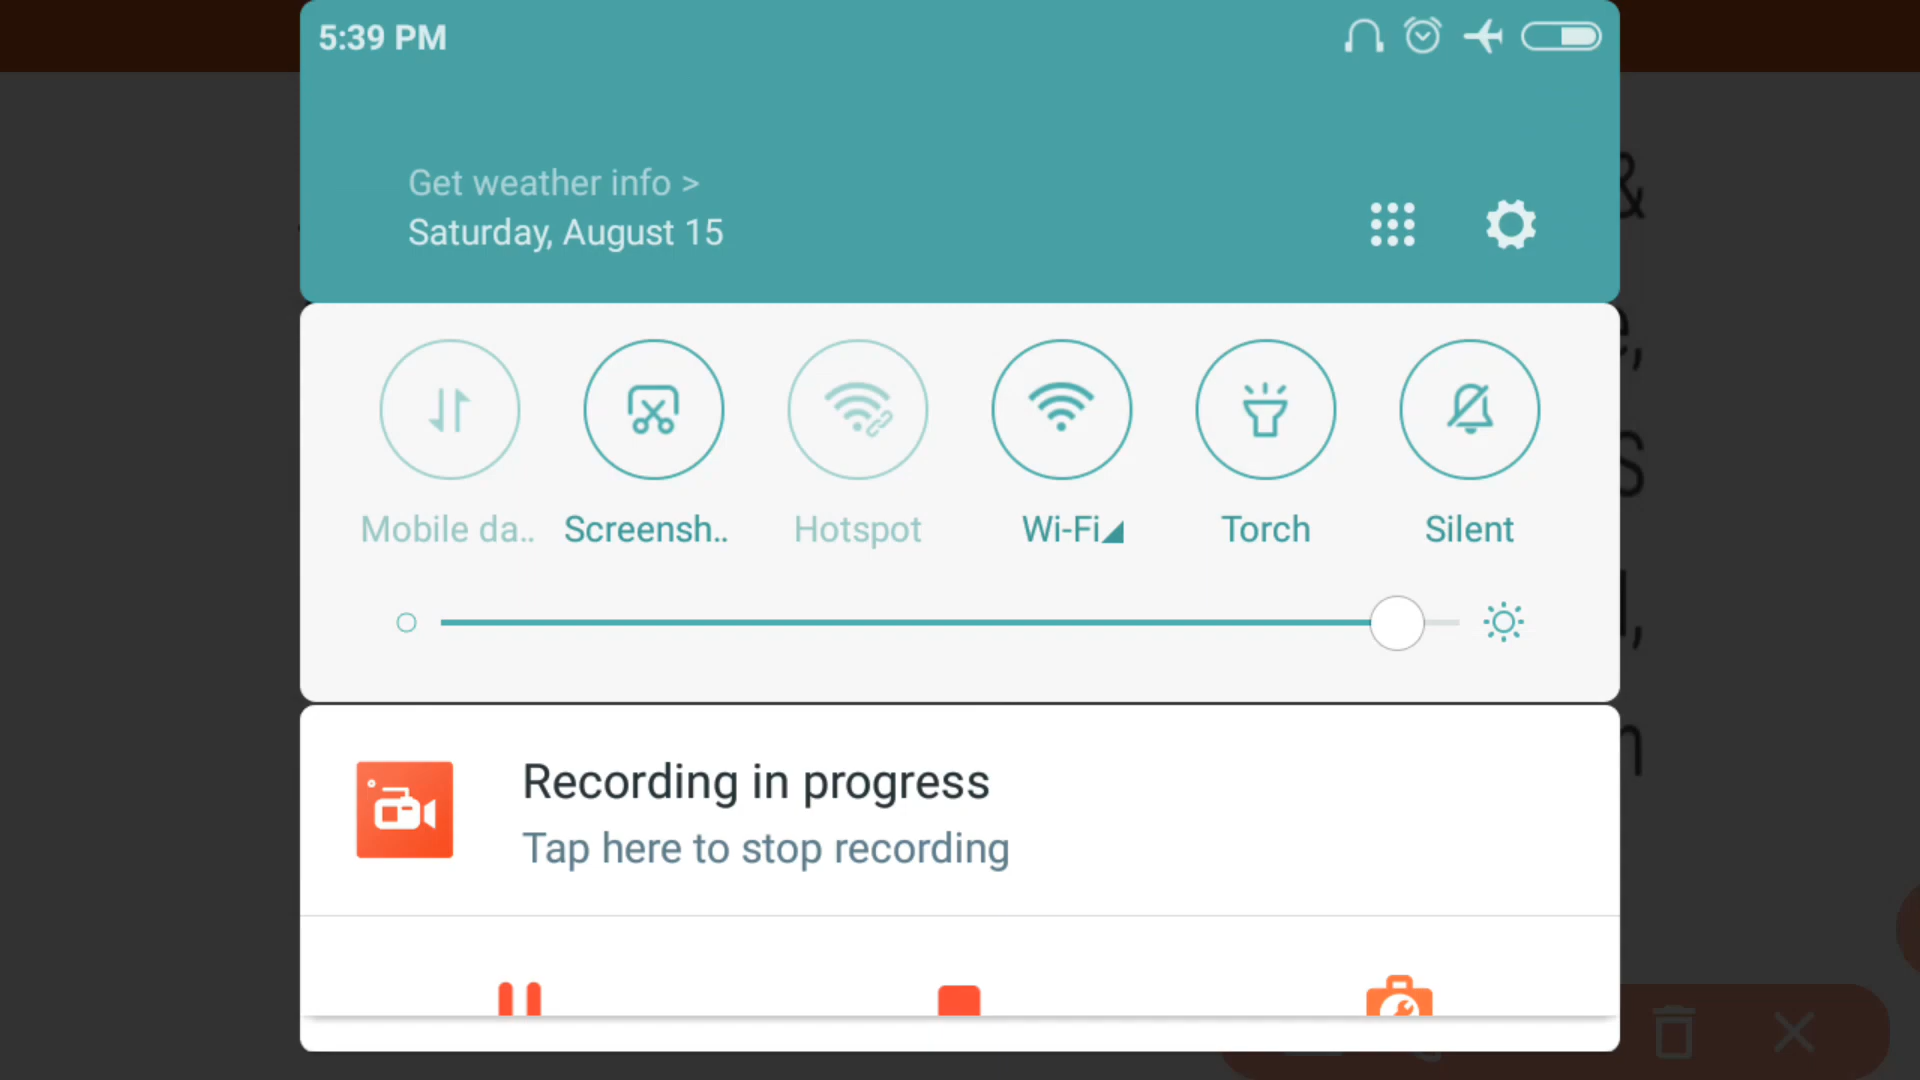 5:39 PM
Get weather info >
Saturday, August 15
Mobile da.. Screensh.. Hotspot Wi-Fi Torch Silent
Recording in progress
Tap here to stop recording